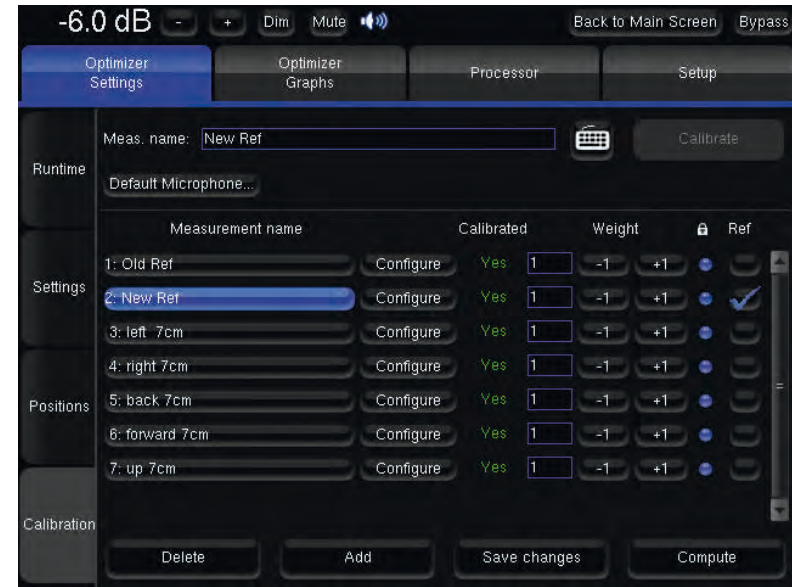 -6.0 dB - + Dim Mute Back to Main Screen Bypass
Optimizer Settings Optimizer Graphs Processor Setup
Meas. name: New Ref Calibrate
Runtime
Default Microphone...
Measurement name Calibrated Weight Ref
1: Old Ref Configure Yes 1 -1 +1
Settings
2: New Ref Configure Yes 1 -1 +1
3: left 7cm Configure Yes 1 -1 +1
4: right 7cm Configure Yes 1 -1 +1
Positions
5: back 7cm Configure Yes 1 -1 +1
6: forward 7cm Configure Yes 1 -1 +1
7: up 7cm Configure Yes 1 -1 +1
Calibration
Delete Add Save changes Compute